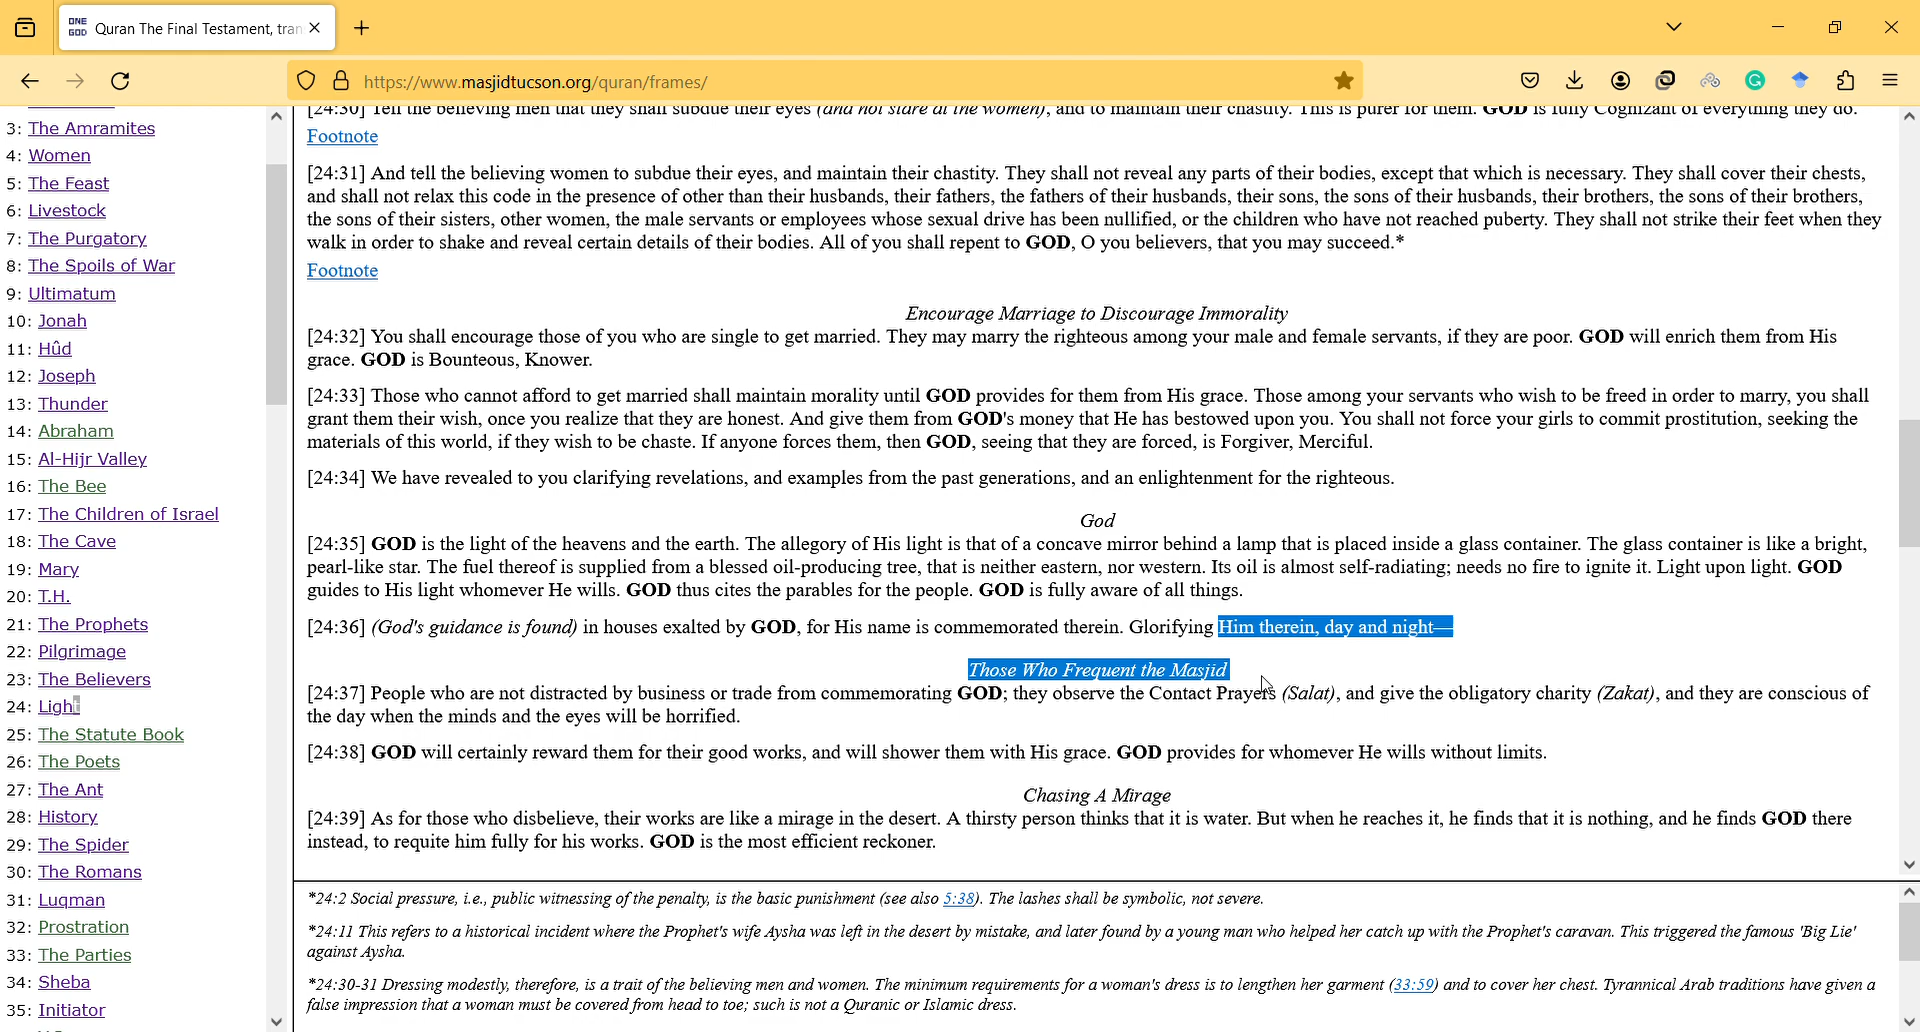 ONE GOD Quran The Final Testament, tran
https://www.masjidtucson.org/quran/frames/
3: The Amramites
4: Women
5: The Feast
6: Livestock
7: The Purgatory
8: The Spoils of War
9: Ultimatum
10: Jonah
11: Hûd
12: Joseph
13: Thunder
14: Abraham
15: Al-Hijr Valley
16: The Bee
17: The Children of Israel
18: The Cave
19: Mary
20: T.H.
21: The Prophets
22: Pilgrimage
23: The Believers
24: Light
25: The Statute Book
26: The Poets
27: The Ant
28: History
29: The Spider
30: The Romans
31: Luqman
32: Prostration
33: The Parties
34: Sheba
35: Initiator
[24:30] Tell the believing men that they shall subdue their eyes (and not stare at the women), and to maintain their chastity. This is purer for them. GOD is fully Cognizant of everything they do.
Footnote
[24:31] And tell the believing women to subdue their eyes, and maintain their chastity. They shall not reveal any parts of their bodies, except that which is necessary. They shall cover their chests,
and shall not relax this code in the presence of other than their husbands, their fathers, the fathers of their husbands, their sons, the sons of their husbands, their brothers, the sons of their brothers,
the sons of their sisters, other women, the male servants or employees whose sexual drive has been nullified, or the children who have not reached puberty. They shall not strike their feet when they
walk in order to shake and reveal certain details of their bodies. All of you shall repent to GOD, O you believers, that you may succeed.*
Footnote
Encourage Marriage to Discourage Immorality
[24:32] You shall encourage those of you who are single to get married. They may marry the righteous among your male and female servants, if they are poor. GOD will enrich them from His
grace. GOD is Bounteous, Knower.
[24:33] Those who cannot afford to get married shall maintain morality until GOD provides for them from His grace. Those among your servants who wish to be freed in order to marry, you shall
grant them their wish, once you realize that they are honest. And give them from GOD's money that He has bestowed upon you. You shall not force your girls to commit prostitution, seeking the
materials of this world, if they wish to be chaste. If anyone forces them, then GOD, seeing that they are forced, is Forgiver, Merciful.
[24:34] We have revealed to you clarifying revelations, and examples from the past generations, and an enlightenment for the righteous.
God
[24:35] GOD is the light of the heavens and the earth. The allegory of His light is that of a concave mirror behind a lamp that is placed inside a glass container. The glass container is like a bright,
pearl-like star. The fuel thereof is supplied from a blessed oil-producing tree, that is neither eastern, nor western. Its oil is almost self-radiating; needs no fire to ignite it. Light upon light. GOD
guides to His light whomever He wills. GOD thus cites the parables for the people. GOD is fully aware of all things.
[24:36] (God's guidance is found) in houses exalted by GOD, for His name is commemorated therein. Glorifying Him therein, day and night—
Those Who Frequent the Masjid
[24:37] People who are not distracted by business or trade from commemorating GOD; they observe the Contact Prayers (Salat), and give the obligatory charity (Zakat), and they are conscious of
the day when the minds and the eyes will be horrified.
[24:38] GOD will certainly reward them for their good works, and will shower them with His grace. GOD provides for whomever He wills without limits.
Chasing A Mirage
[24:39] As for those who disbelieve, their works are like a mirage in the desert. A thirsty person thinks that it is water. But when he reaches it, he finds that it is nothing, and he finds GOD there
instead, to requite him fully for his works. GOD is the most efficient reckoner.
*24:2 Social pressure, i.e., public witnessing of the penalty, is the basic punishment (see also 5:38). The lashes shall be symbolic, not severe.
*24:11 This refers to a historical incident where the Prophet's wife Aysha was left in the desert by mistake, and later found by a young man who helped her catch up with the Prophet's caravan. This triggered the famous 'Big Lie'
against Aysha.
*24:30-31 Dressing modestly, therefore, is a trait of the believing men and women. The minimum requirements for a woman's dress is to lengthen her garment (33:59) and to cover her chest. Tyrannical Arab traditions have given a
false impression that a woman must be covered from head to toe; such is not a Quranic or Islamic dress.